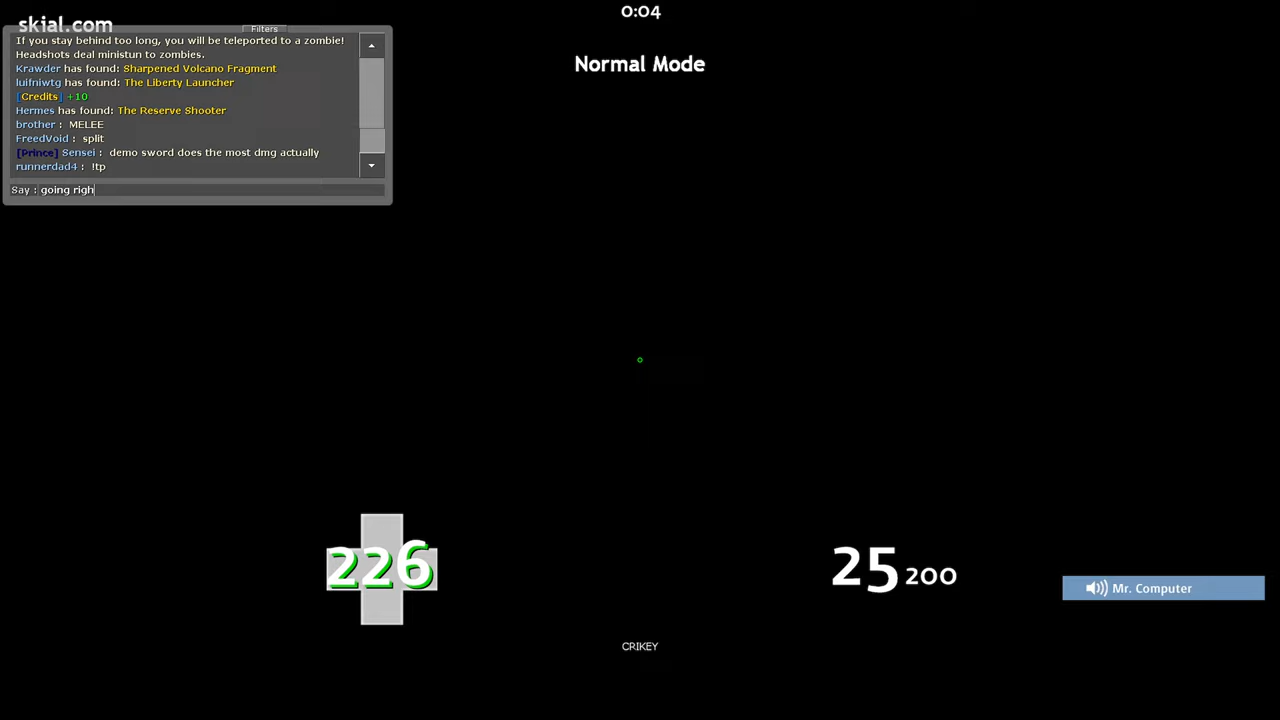 0:04
skial.com
Filters
If you stay behind too long, you will be teleported to a zombie!
Headshots deal ministun to zombies.
Krawder has found: Sharpened Volcano Fragment
luifniwtg has found: The Liberty Launcher
[Credits] +10
Hermes has found: The Reserve Shooter
brother : MELEE
FreedVoid : split
[Prince] Sensei : demo sword does the most dmg actually
runnerdad4 : !tp
Say : going righ
Normal Mode
226
25 200
Mr. Computer
CRIKEY